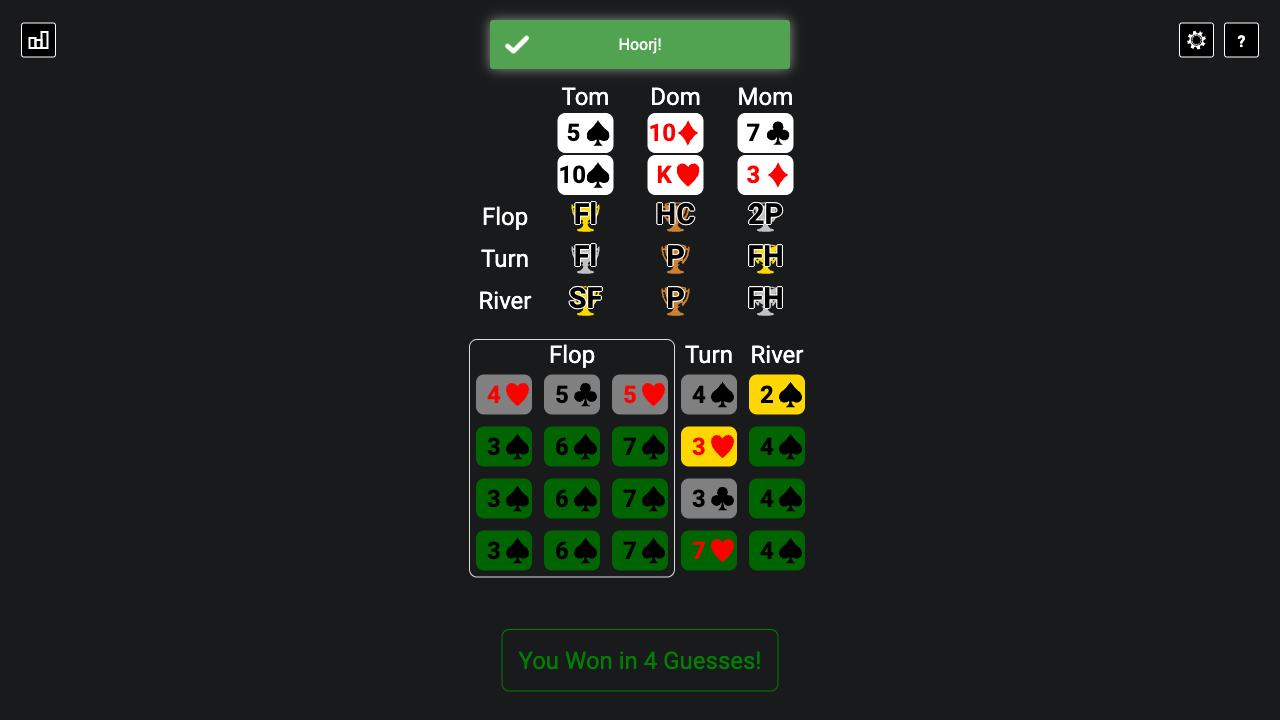 Hoorj!
?
Tom Dom Mom
5♠ 10♦ 7♣
10♠ K♥ 3♦
Flop Fl HC 2P
Turn Fl P FH
River SF P FH
Flop Turn River
4♥ 5♣ 5♥ 4♠ 2♠
3♠ 6♠ 7♠ 3♥ 4♠
3♠ 6♠ 7♠ 3♣ 4♠
3♠ 6♠ 7♠ 7♥ 4♠
You Won in 4 Guesses!